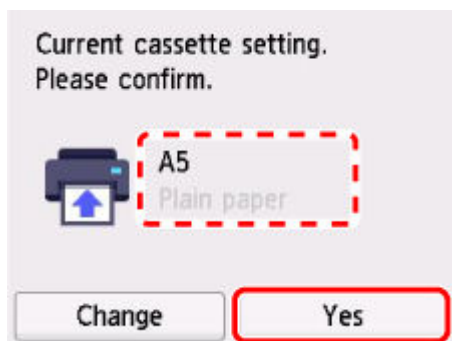 Current cassette setting.
Please confirm.
A5
Plain paper
Change
Yes